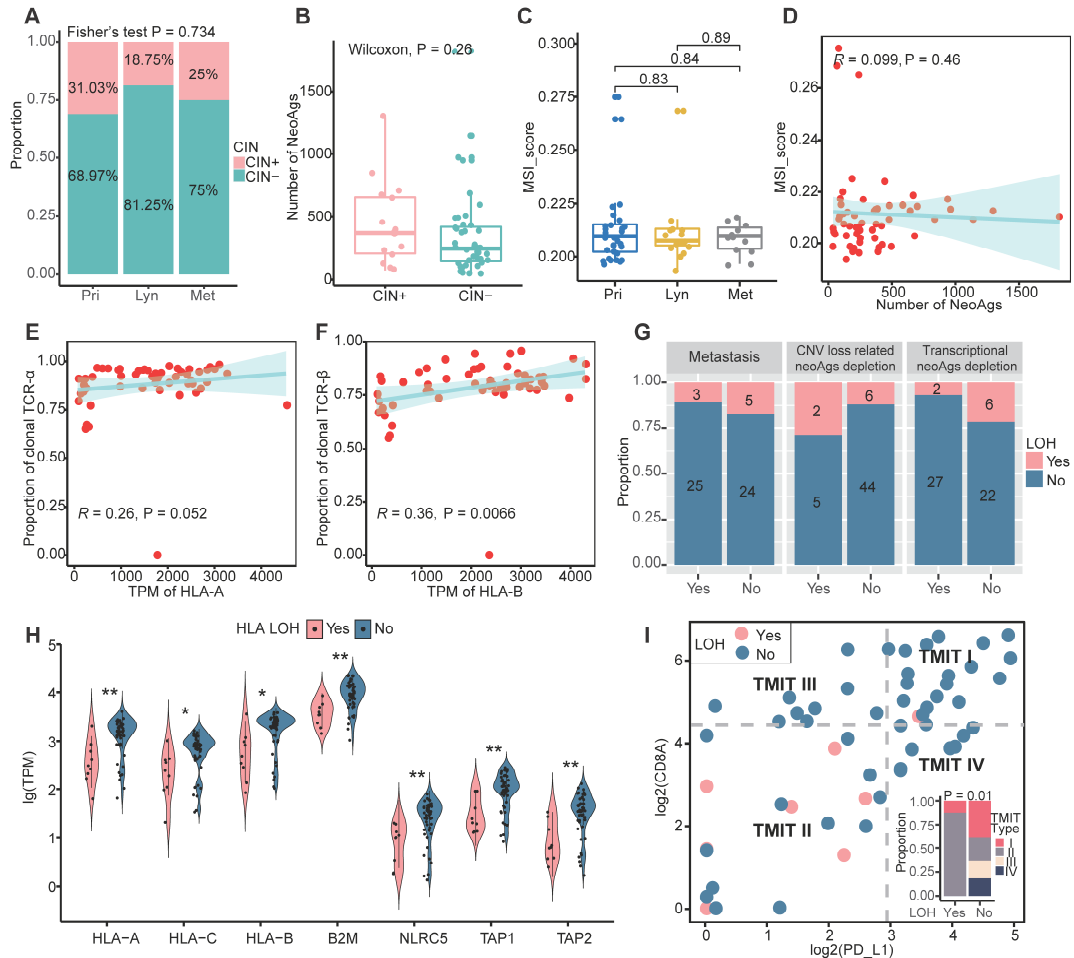 A
Fisher's test P = 0.734
Proportion
1.00
0.75
0.50
0.25
0.00
31.03%
18.75%
25%
68.97%
81.25%
75%
Pri
Lyn
Met
CIN
CIN+
CIN−
B
Wilcoxon, P = 0.26
Number of NeoAgs
1500
1000
500
0
CIN+
CIN−
C
MSI_score
0.300
0.275
0.250
0.225
0.200
0.89
0.84
0.83
Pri
Lyn
Met
D
R = 0.099, P = 0.46
MSI_score
0.26
0.22
0.20
0
500
1000
1500
Number of NeoAgs
E
Proportion of clonal TCR-α
1.00
0.75
0.50
0.25
0.00
R = 0.26, P = 0.052
0
1000
2000
3000
4000
TPM of HLA-A
F
Proportion of clonal TCR-β
1.00
0.75
0.50
0.25
0.00
R = 0.36, P = 0.0066
0
1000
2000
3000
4000
TPM of HLA-B
G
Metastasis
CNV loss related
neoAgs depletion
Transcriptional
neoAgs depletion
Proportion
1.00
0.75
0.50
0.25
0.00
3
5
2
6
2
6
25
24
5
44
27
22
Yes
No
Yes
No
Yes
No
LOH
Yes
No
H
HLA LOH
Yes
No
lg(TPM)
5
4
3
2
1
0
**
*
*
**
**
**
**
HLA−A
HLA−C
HLA−B
B2M
NLRC5
TAP1
TAP2
I
LOH
Yes
No
log2(CD8A)
6
4
2
0
TMIT III
TMIT I
TMIT IV
TMIT II
0
1
2
3
4
5
log2(PD_L1)
P = 0.01
Proportion
1.00
0.75
0.50
0.25
0.00
LOH
Yes
No
TMIT
Type
I
II
III
IV